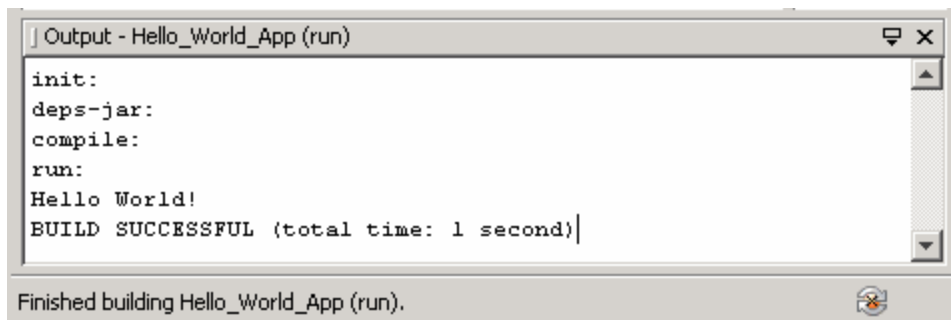 Output - Hello_World_App (run)
init:
deps-jar:
compile:
run:
Hello World!
BUILD SUCCESSFUL (total time: 1 second)
Finished building Hello_World_App (run).